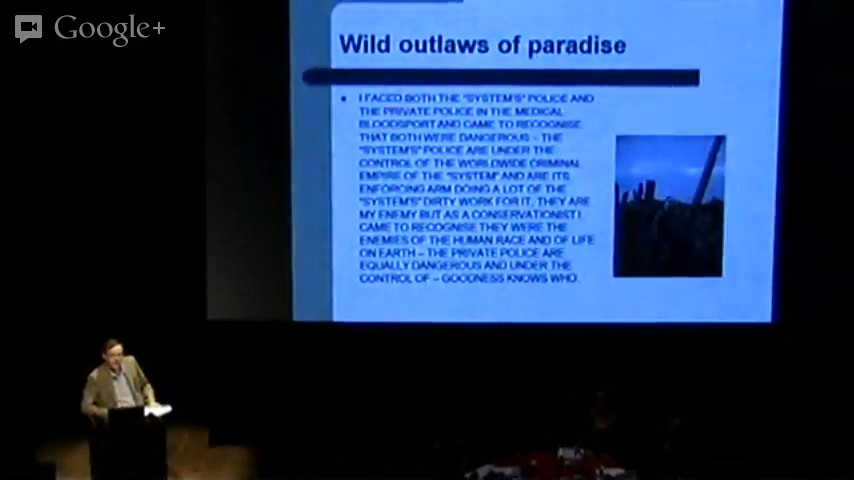 Google+
Wild outlaws of paradise
• I FACED BOTH THE "SYSTEM'S" POLICE AND
THE PRIVATE POLICE IN THE MEDICAL
BLOODSPORT AND CAME TO RECOGNISE
THAT BOTH WERE DANGEROUS – THE
"SYSTEM'S" POLICE ARE UNDER THE
CONTROL OF THE WORLDWIDE CRIMINAL
EMPIRE OF THE "SYSTEM" AND ARE ITS
ENFORCING ARM DOING A LOT OF THE
"SYSTEM'S" DIRTY WORK FOR IT. THEY ARE
MY ENEMY BUT AS A CONSERVATIONIST I
CAME TO RECOGNISE THEY WERE THE
ENEMIES OF THE HUMAN RACE AND OF LIFE
ON EARTH – THE PRIVATE POLICE ARE
EQUALLY DANGEROUS AND UNDER THE
CONTROL OF – GOODNESS KNOWS WHO.